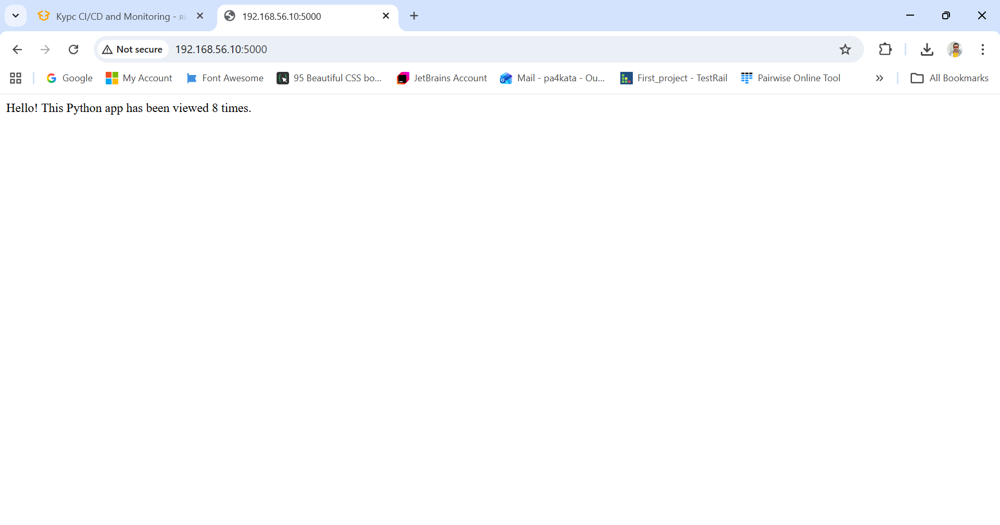 Курс CI/CD and Monitoring - ян
192.168.56.10:5000
Not secure
192.168.56.10:5000
Google
My Account
Font Awesome
95 Beautiful CSS bo...
JetBrains Account
Mail - pa4kata - Ou...
First_project - TestRail
Pairwise Online Tool
All Bookmarks
Hello! This Python app has been viewed 8 times.